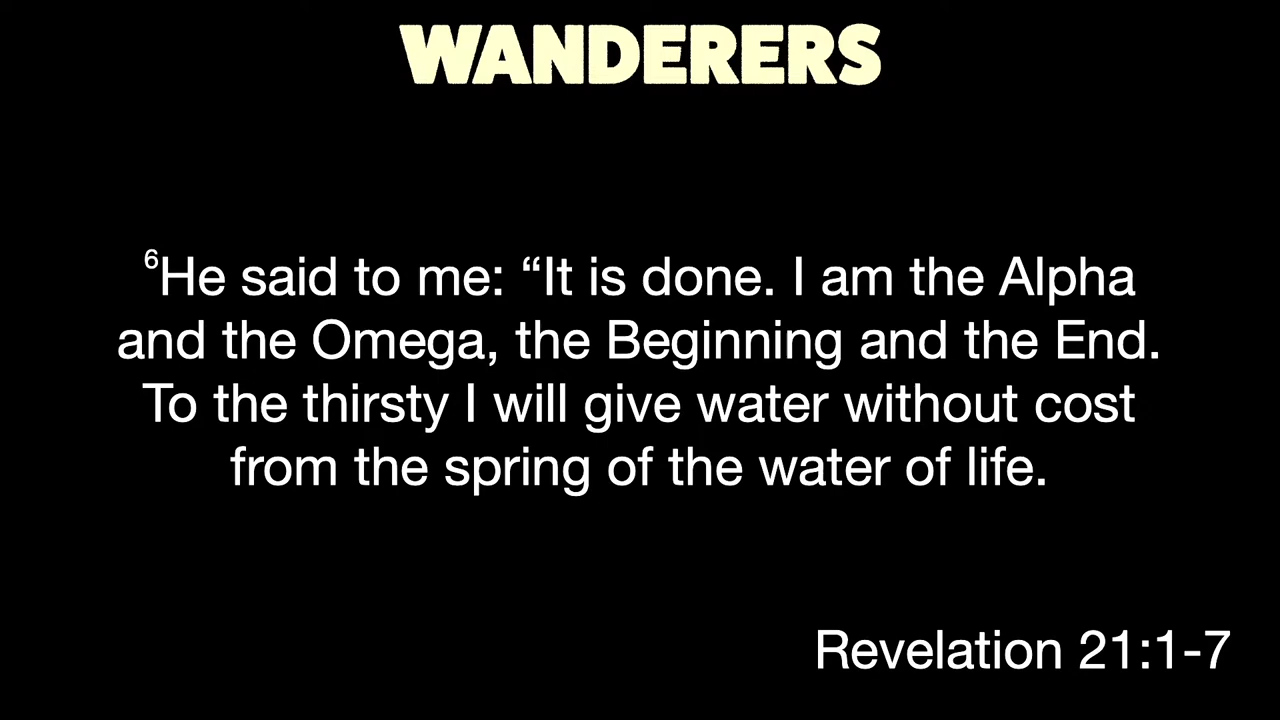 WANDERERS
⁶He said to me: “It is done. I am the Alpha
and the Omega, the Beginning and the End.
To the thirsty I will give water without cost
from the spring of the water of life.
Revelation 21:1-7